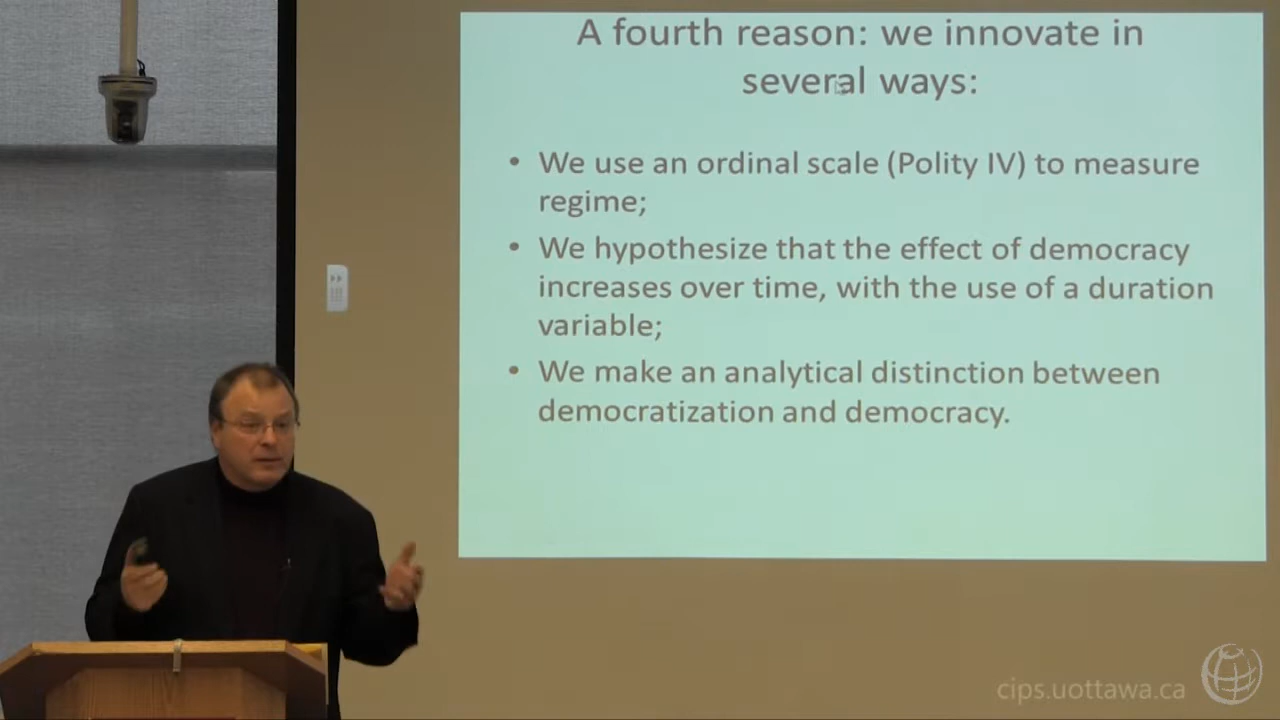 A fourth reason: we innovate in
several ways:
• We use an ordinal scale (Polity IV) to measure
regime;
• We hypothesize that the effect of democracy
increases over time, with the use of a duration
variable;
• We make an analytical distinction between
democratization and democracy.
cips.uottawa.ca